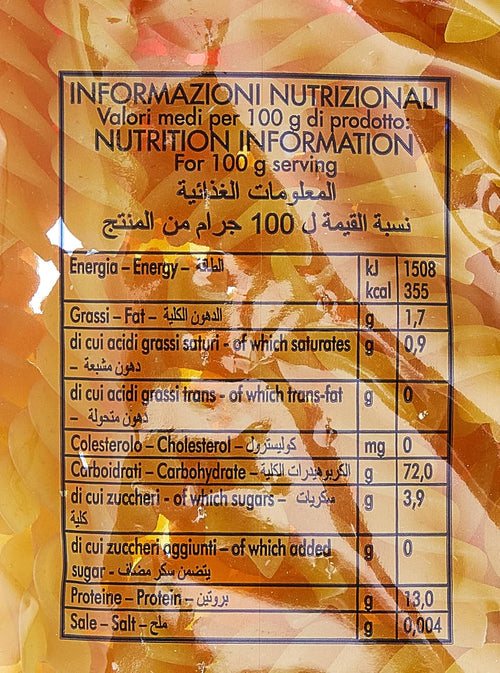 INFORMAZIONI NUTRIZIONALI
Valori medi per 100 g di prodotto:
NUTRITION INFORMATION
For 100 g serving
المعلومات الغذائية
نسبة القيمة ل 100 جرام من المنتج
Energia – Energy – الطاقة kJ 1508
kcal 355
Grassi – Fat – الدهون الكلية g 1,7
di cui acidi grassi saturi - of which saturates g 0,9
دهون مشبعة –
di cui acidi grassi trans - of which trans-fat g 0
دهون متحولة –
Colesterolo – Cholesterol – كوليسترول mg 0
Carboidrati – Carbohydrate – الكربوهيدرات الكلية g 72,0
di cui zuccheri - of which sugars – سكريات g 3,9
كلية
di cui zuccheri aggiunti – of which added g 0
sugar - يتضمن سكر مضاف
Proteine – Protein – بروتين g 13,0
Sale – Salt – ملح g 0,004